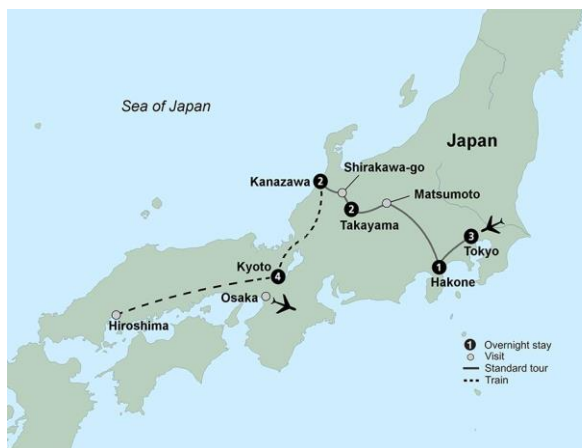 Sea of Japan
Japan
Shirakawa-go
Kanazawa
2
Matsumoto
2
Takayama
3
Tokyo
Kyoto
4
1
Hakone
Osaka
Hiroshima
1 Overnight stay
Visit
Standard tour
Train